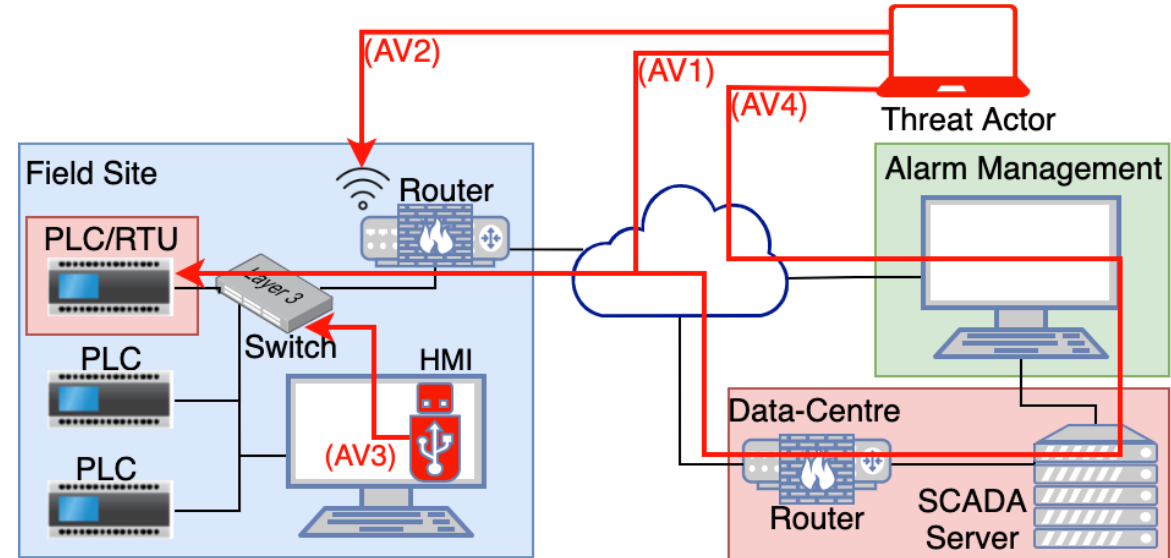 (AV2)
(AV1)
(AV4)
Threat Actor
Field Site
Router
Alarm Management
PLC/RTU
Layer 3
Switch
HMI
PLC
(AV3)
PLC
Data-Centre
Router
SCADA
Server